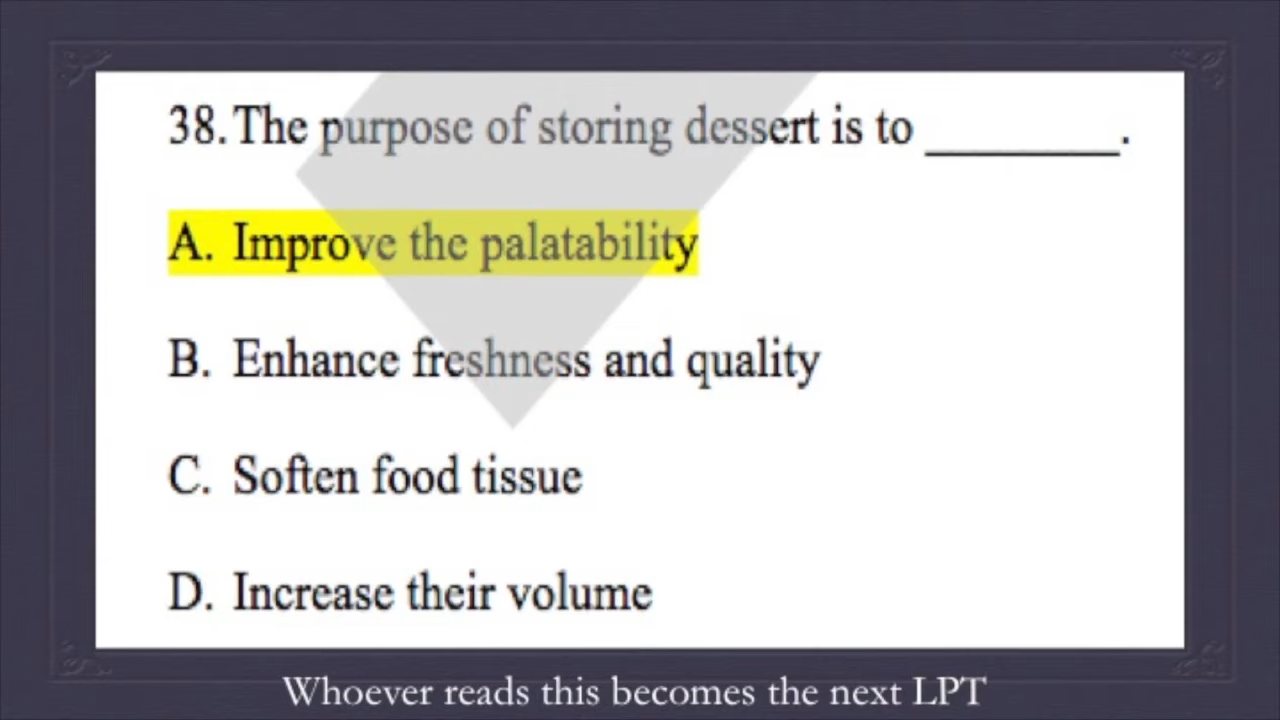 38. The purpose of storing dessert is to _________.
A. Improve the palatability
B. Enhance freshness and quality
C. Soften food tissue
D. Increase their volume
Whoever reads this becomes the next LPT